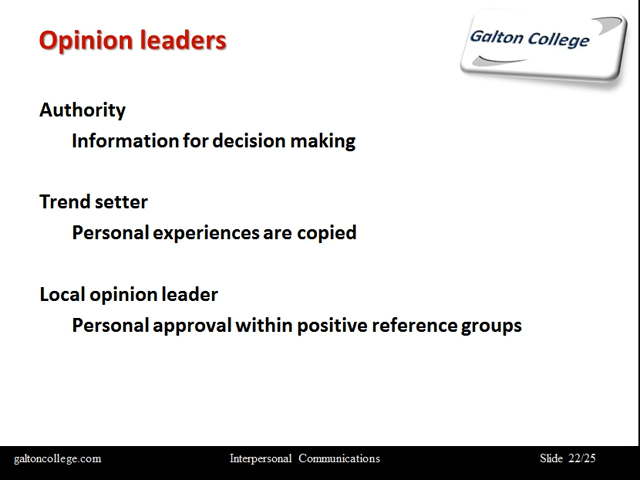 Opinion leaders
Galton College
Authority
Information for decision making
Trend setter
Personal experiences are copied
Local opinion leader
Personal approval within positive reference groups
galtoncollege.com Interpersonal Communications Slide 22/25